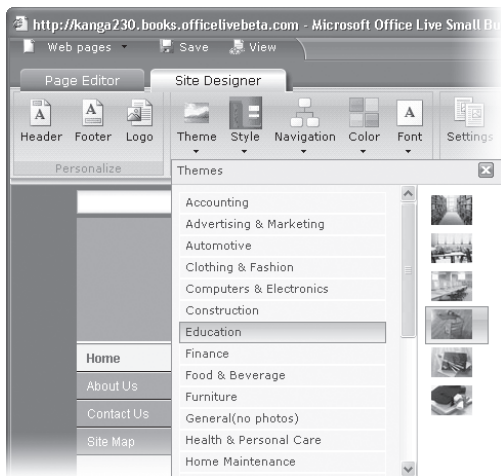 http://kanga230.books.officelivebeta.com - Microsoft Office Live Small
Web pages Save View
Page Editor Site Designer
Header Footer Logo Theme Style Navigation Color Font Settings
Personalize
Themes
Accounting
Advertising & Marketing
Automotive
Clothing & Fashion
Computers & Electronics
Construction
Education
Finance
Food & Beverage
Furniture
General(no photos)
Health & Personal Care
Home Maintenance
Home
About Us
Contact Us
Site Map